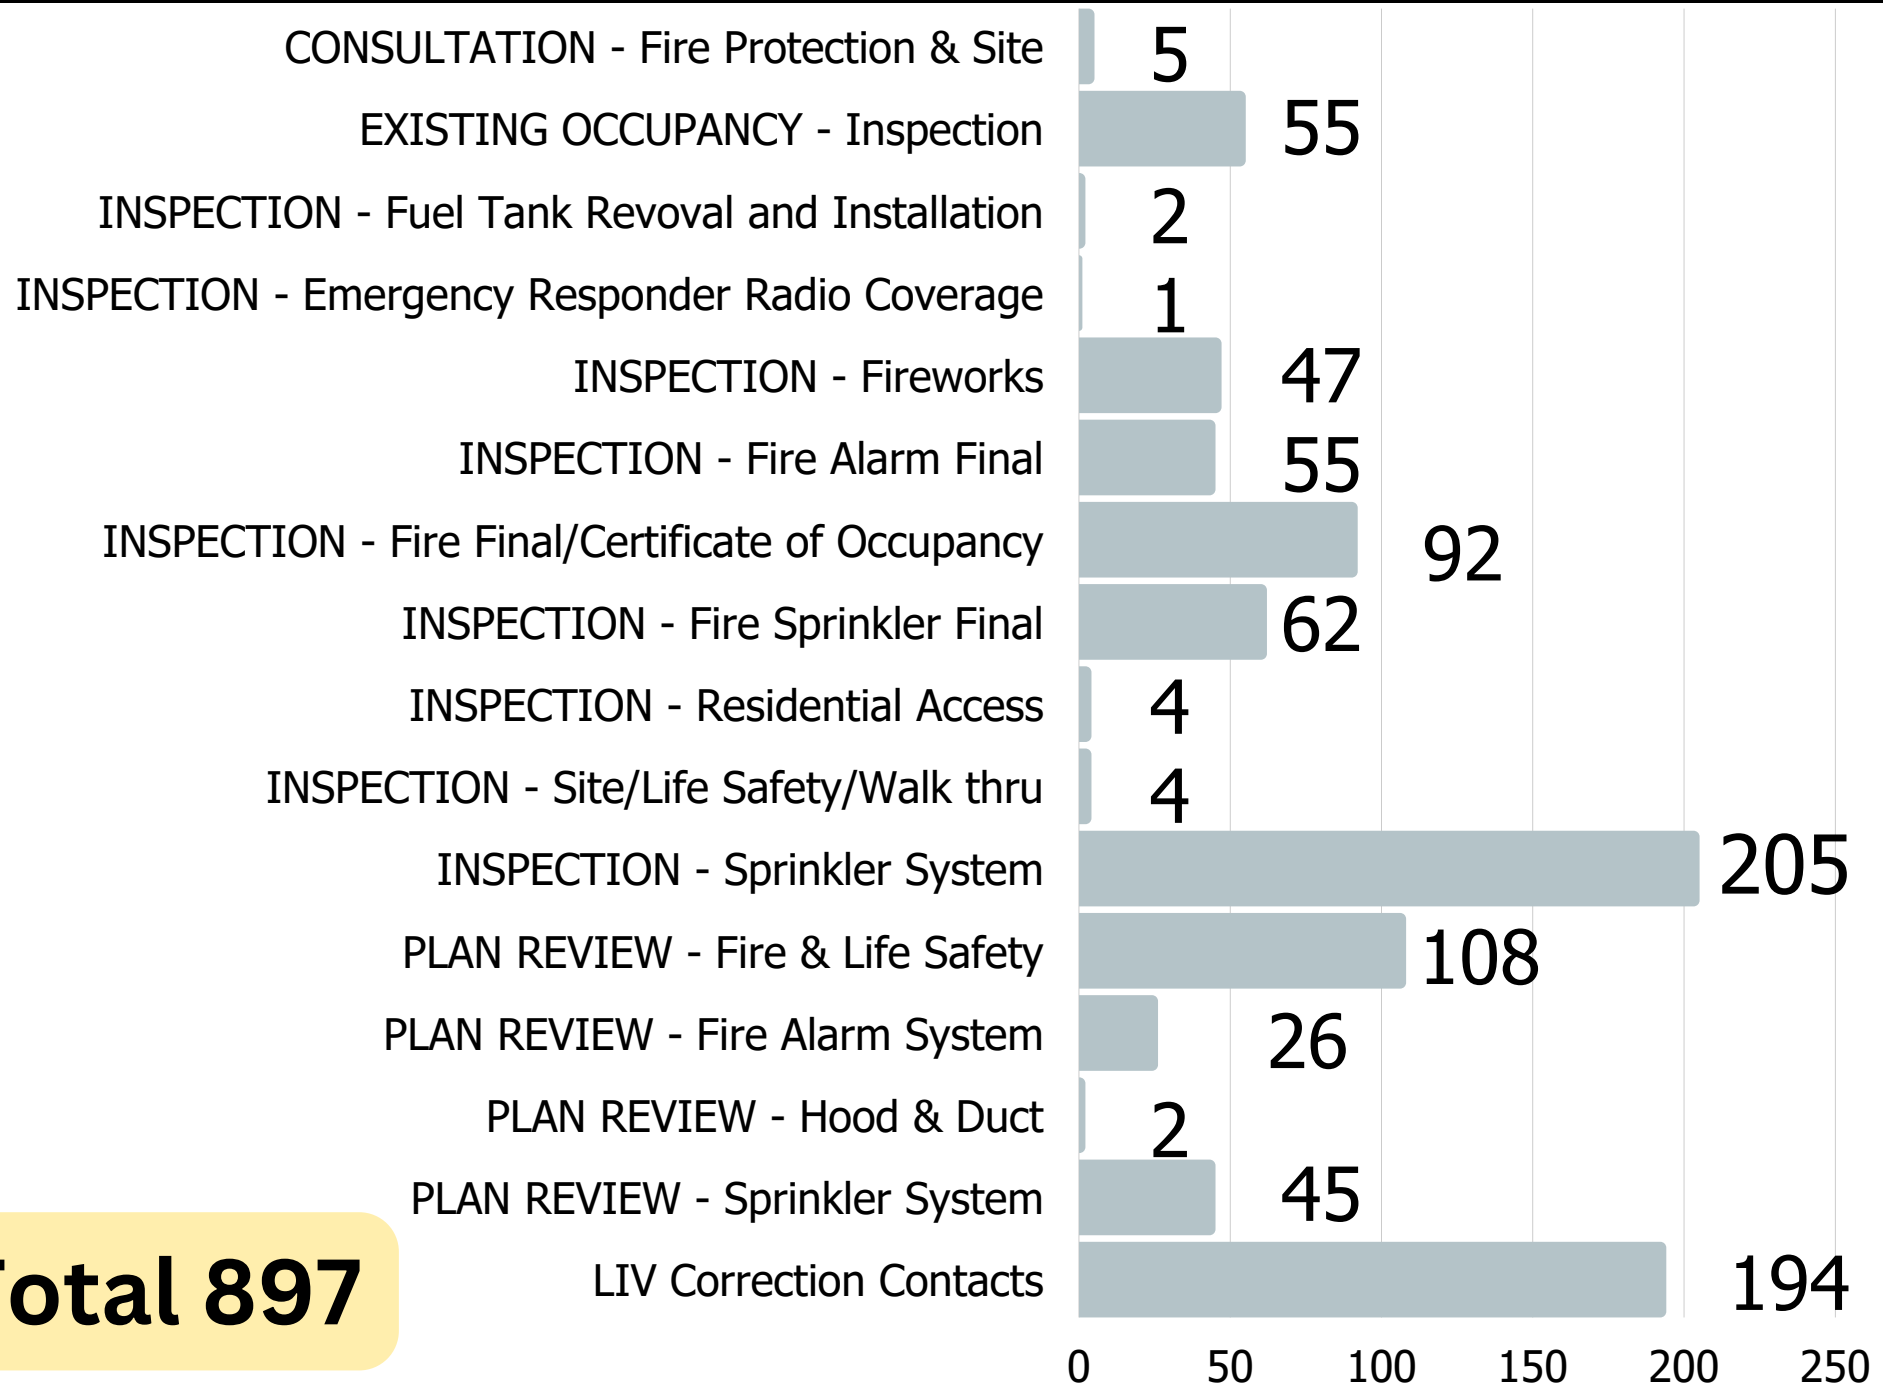 CONSULTATION - Fire Protection & Site 5
EXISTING OCCUPANCY - Inspection 55
INSPECTION - Fuel Tank Revoval and Installation 2
INSPECTION - Emergency Responder Radio Coverage 1
INSPECTION - Fireworks 47
INSPECTION - Fire Alarm Final 55
INSPECTION - Fire Final/Certificate of Occupancy 92
INSPECTION - Fire Sprinkler Final 62
INSPECTION - Residential Access 4
INSPECTION - Site/Life Safety/Walk thru 4
INSPECTION - Sprinkler System 205
PLAN REVIEW - Fire & Life Safety 108
PLAN REVIEW - Fire Alarm System 26
PLAN REVIEW - Hood & Duct 2
PLAN REVIEW - Sprinkler System 45
LIV Correction Contacts 194
Total 897
0 50 100 150 200 250